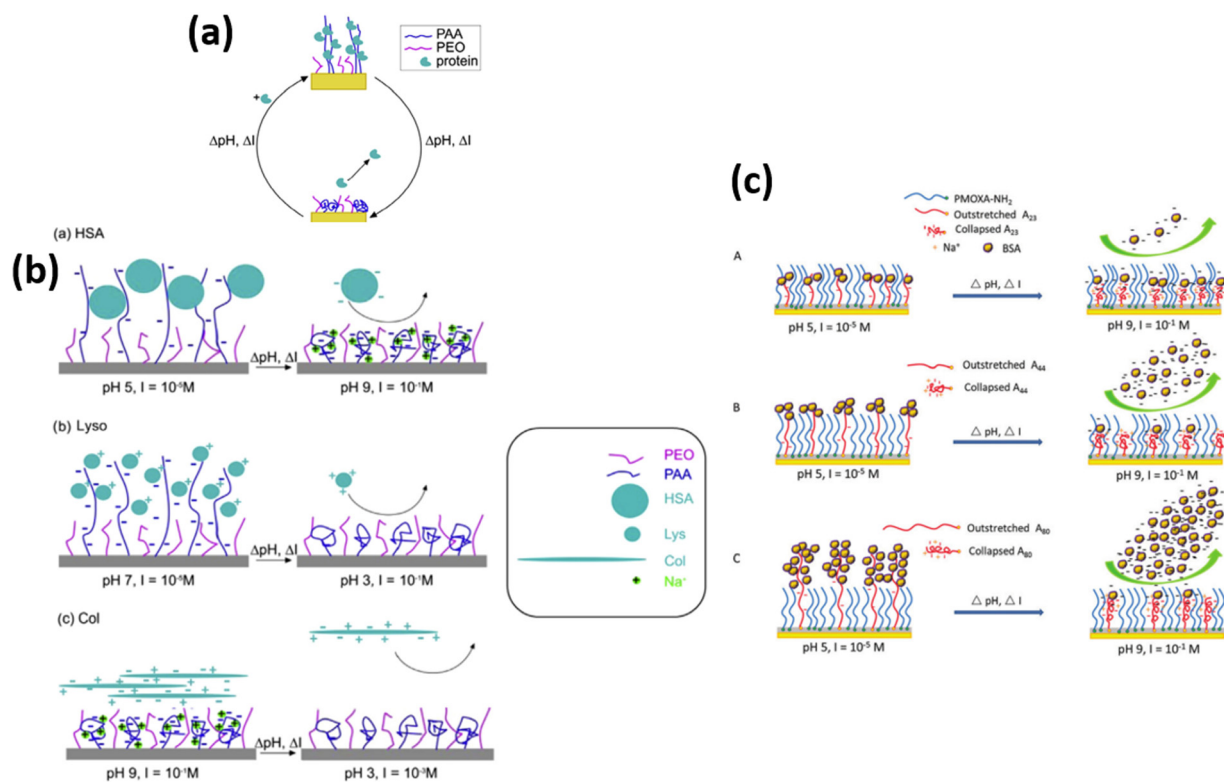 (a)
PAA
PEO
protein
+
ΔpH, ΔI
ΔpH, ΔI
(b)
(a) HSA
ΔpH, ΔI
pH 5, I = 10⁻⁵M
pH 9, I = 10⁻¹M
(b) Lyso
ΔpH, ΔI
pH 7, I = 10⁻⁵M
pH 3, I = 10⁻¹M
(c) Col
ΔpH, ΔI
pH 9, I = 10⁻¹M
pH 3, I = 10⁻³M
PEO
PAA
HSA
Lys
Col
Na⁺
(c)
PMOXA-NH₂
Outstretched A₂₃
Collapsed A₂₃
Na⁺ BSA
A
△ pH, △ I
pH 5, I = 10⁻⁵ M
pH 9, I = 10⁻¹ M
Outstretched A₄₄
Collapsed A₄₄
B
△ pH, △ I
pH 5, I = 10⁻⁵ M
pH 9, I = 10⁻¹ M
Outstretched A₈₀
Collapsed A₈₀
C
△ pH, △ I
pH 5, I = 10⁻⁵ M
pH 9, I = 10⁻¹ M